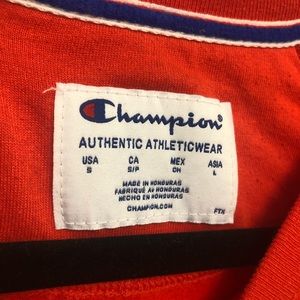 Champion
AUTHENTIC ATHLETICWEAR
USA CA MEX ASIA
S S/P CH L
MADE IN HONDURAS
FABRIQUÉ AU HONDURAS
HECHO EN HONDURAS
CHAMPION.COM
FTH